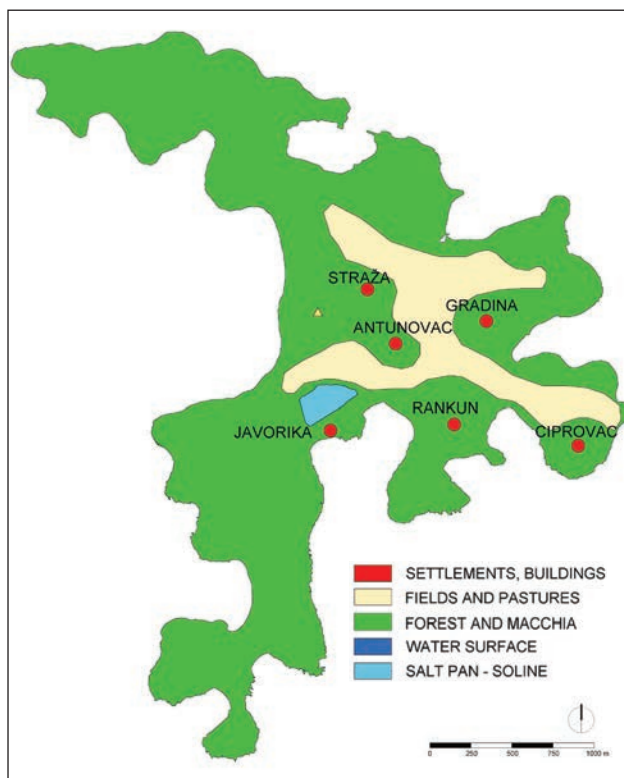 STRAŽA
GRADINA
ANTUNOVAC
RANKUN
JAVORIKA
CIPROVAC
SETTLEMENTS, BUILDINGS
FIELDS AND PASTURES
FOREST AND MACCHIA
WATER SURFACE
SALT PAN - SOLINE
0 250 500 750 1000 m